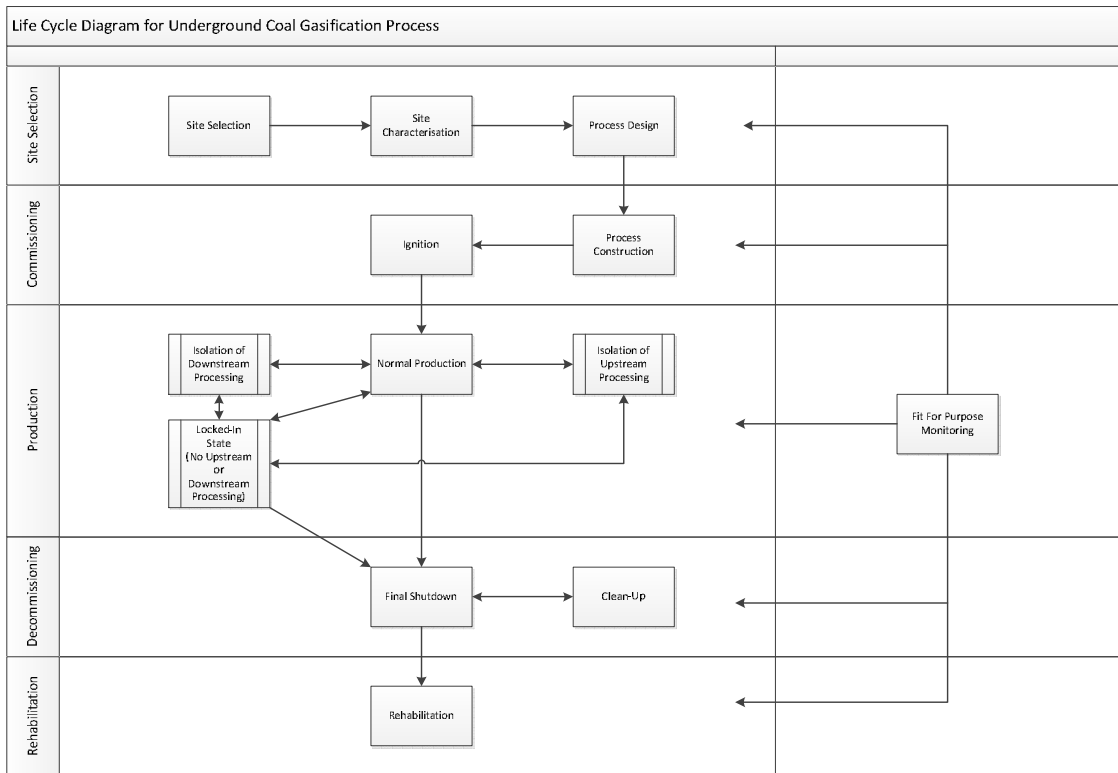 Life Cycle Diagram for Underground Coal Gasification Process
Site Selection
Site Selection
Site
Characterisation
Process Design
Commissioning
Ignition
Process
Construction
Production
Isolation of
Downstream
Processing
Normal Production
Isolation of
Upstream
Processing
Locked-In
State
(No Upstream
or
Downstream
Processing)
Fit For Purpose
Monitoring
Decommissioning
Final Shutdown
Clean-Up
Rehabilitation
Rehabilitation